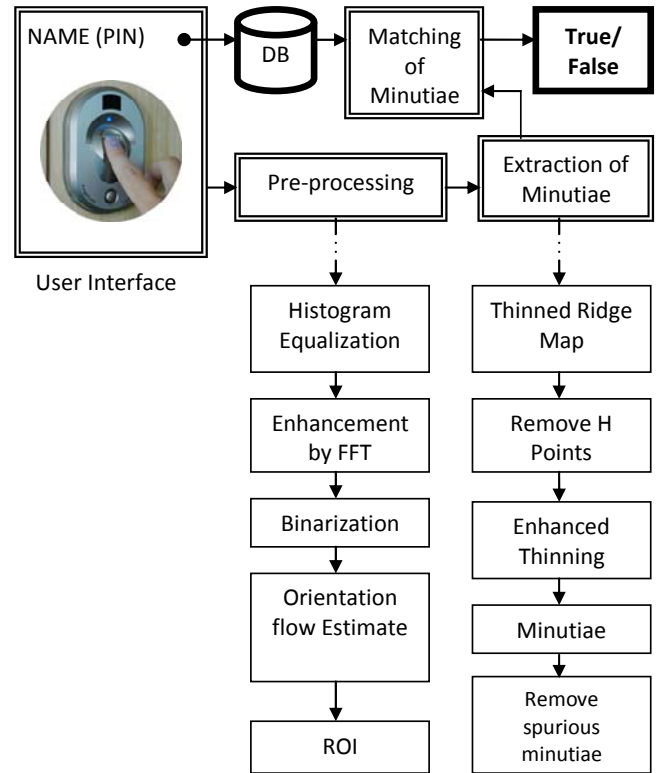 NAME (PIN)
DB
Matching
of
Minutiae
True/
False
Pre-processing
Extraction of
Minutiae
User Interface
Histogram
Equalization
Enhancement
by FFT
Binarization
Orientation
flow Estimate
ROI
Thinned Ridge
Map
Remove H
Points
Enhanced
Thinning
Minutiae
Remove
spurious
minutiae